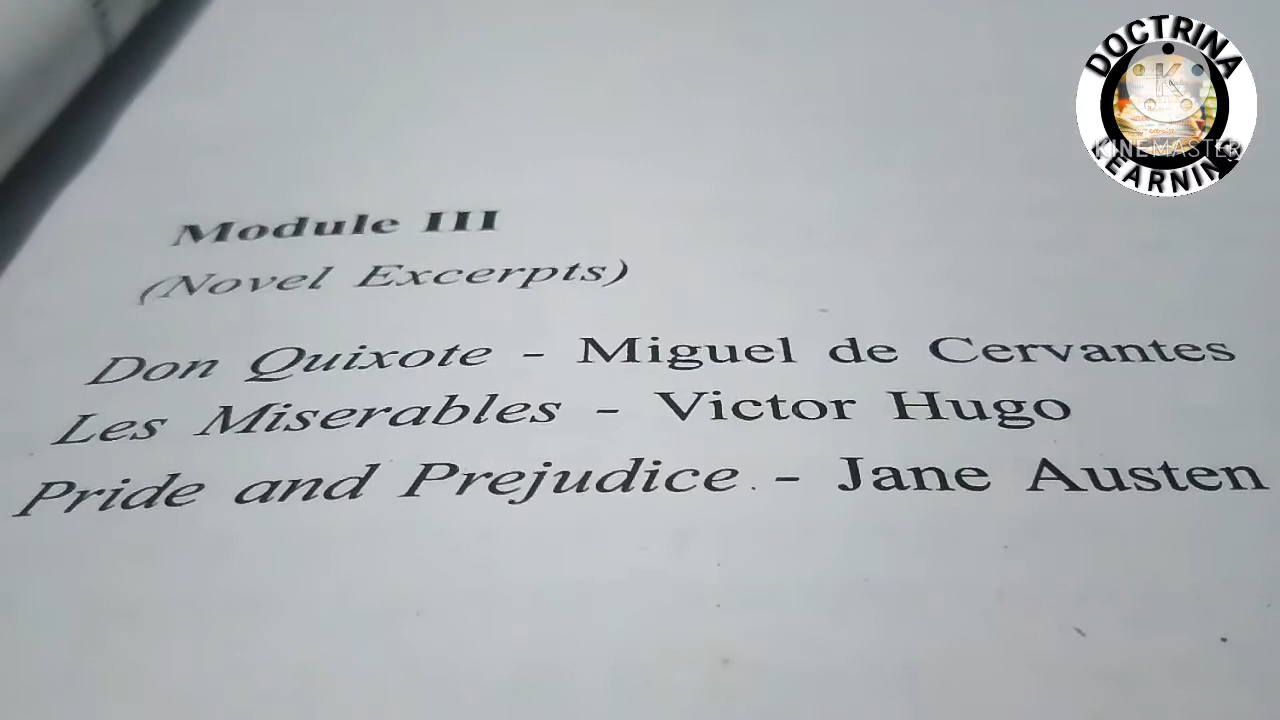 DOCTRINA
K
KINEMASTER
LEARNING
Module III
(Novel Excerpts)
Don Quixote - Miguel de Cervantes
Les Miserables - Victor Hugo
Pride and Prejudice. - Jane Austen